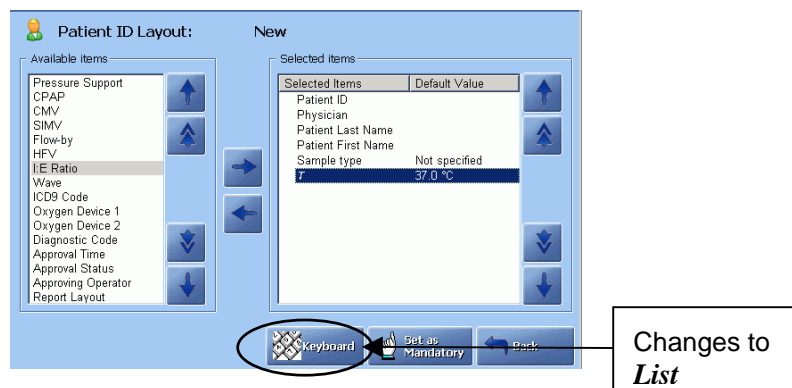 Patient ID Layout: New
Available items
Pressure Support
CPAP
CMV
SIMV
Flow-by
HFV
I:E Ratio
Wave
ICD9 Code
Oxygen Device 1
Oxygen Device 2
Diagnostic Code
Approval Time
Approval Status
Approving Operator
Report Layout
Selected items
Selected Items Default Value
Patient ID
Physician
Patient Last Name
Patient First Name
Sample type Not specified
T 37.0 °C
Keyboard
Set as
Mandatory
Back
Changes to
List